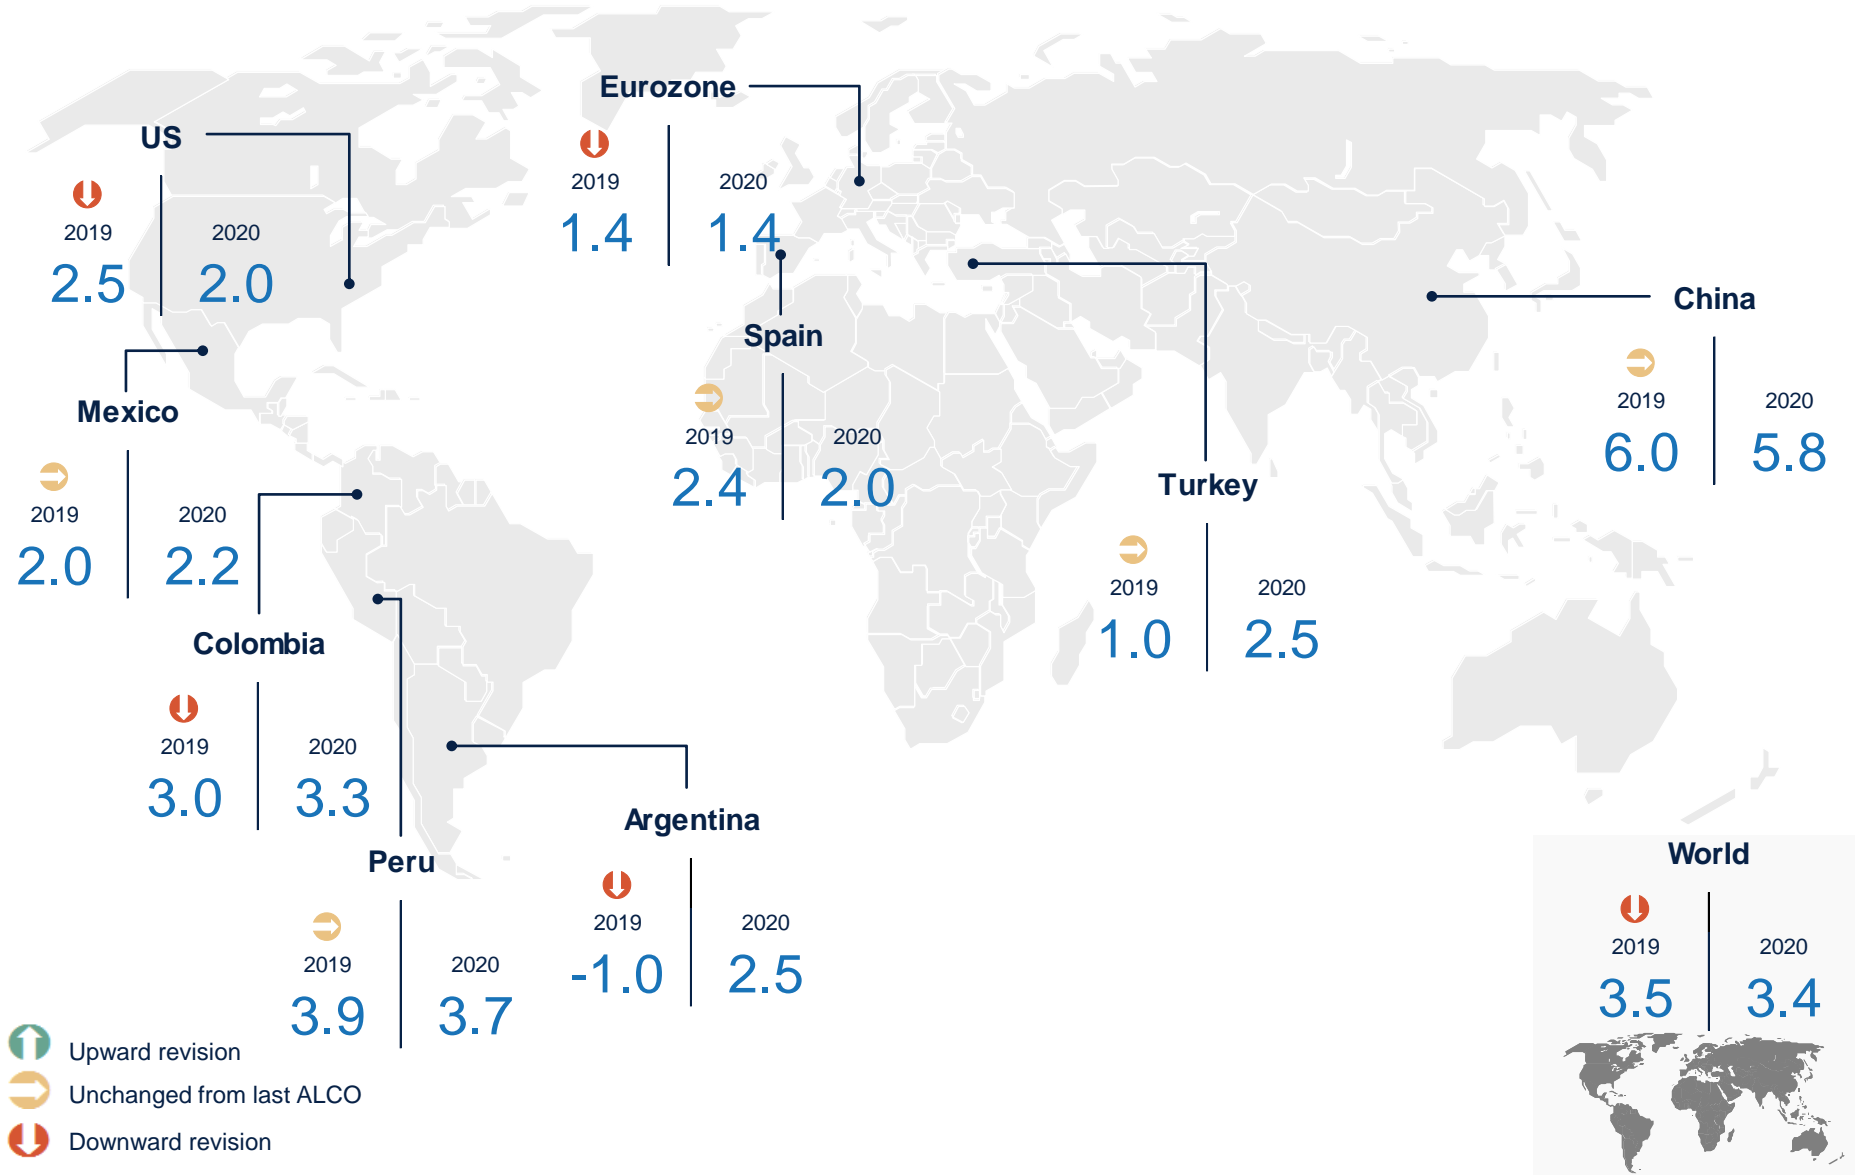 Eurozone
2019 2020
1.4 1.4
US
2019 2020
2.5 2.0
China
2019 2020
6.0 5.8
Spain
2019 2020
2.4 2.0
Mexico
2019 2020
2.0 2.2
Turkey
2019 2020
1.0 2.5
Colombia
2019 2020
3.0 3.3
Argentina
2019 2020
-1.0 2.5
Peru
2019 2020
3.9 3.7
World
2019 2020
3.5 3.4
Upward revision
Unchanged from last ALCO
Downward revision